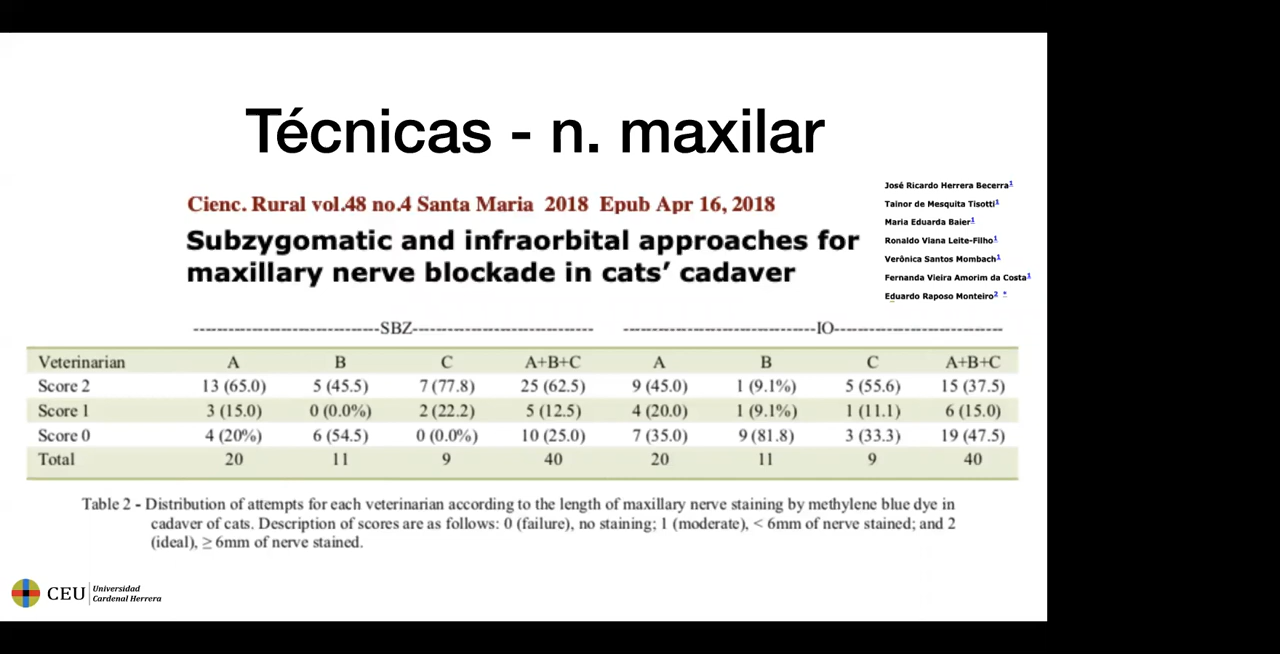 Técnicas - n. maxilar
Cienc. Rural vol.48 no.4 Santa Maria 2018 Epub Apr 16, 2018
Subzygomatic and infraorbital approaches for
maxillary nerve blockade in cats’ cadaver
José Ricardo Herrera Becerra1
Tainor de Mesquita Tisotti1
Maria Eduarda Baier1
Ronaldo Viana Leite-Filho1
Verônica Santos Mombach1
Fernanda Vieira Amorim da Costa1
Eduardo Raposo Monteiro2 *
--------------------------------SBZ------------------------------- --------------------------------IO-----------------------------
Veterinarian A B C A+B+C A B C A+B+C
Score 2 13 (65.0) 5 (45.5) 7 (77.8) 25 (62.5) 9 (45.0) 1 (9.1%) 5 (55.6) 15 (37.5)
Score 1 3 (15.0) 0 (0.0%) 2 (22.2) 5 (12.5) 4 (20.0) 1 (9.1%) 1 (11.1) 6 (15.0)
Score 0 4 (20%) 6 (54.5) 0 (0.0%) 10 (25.0) 7 (35.0) 9 (81.8) 3 (33.3) 19 (47.5)
Total 20 11 9 40 20 11 9 40
Table 2 - Distribution of attempts for each veterinarian according to the length of maxillary nerve staining by methylene blue dye in
cadaver of cats. Description of scores are as follows: 0 (failure), no staining; 1 (moderate), < 6mm of nerve stained; and 2
(ideal), ≥ 6mm of nerve stained.
CEU Universidad
Cardenal Herrera